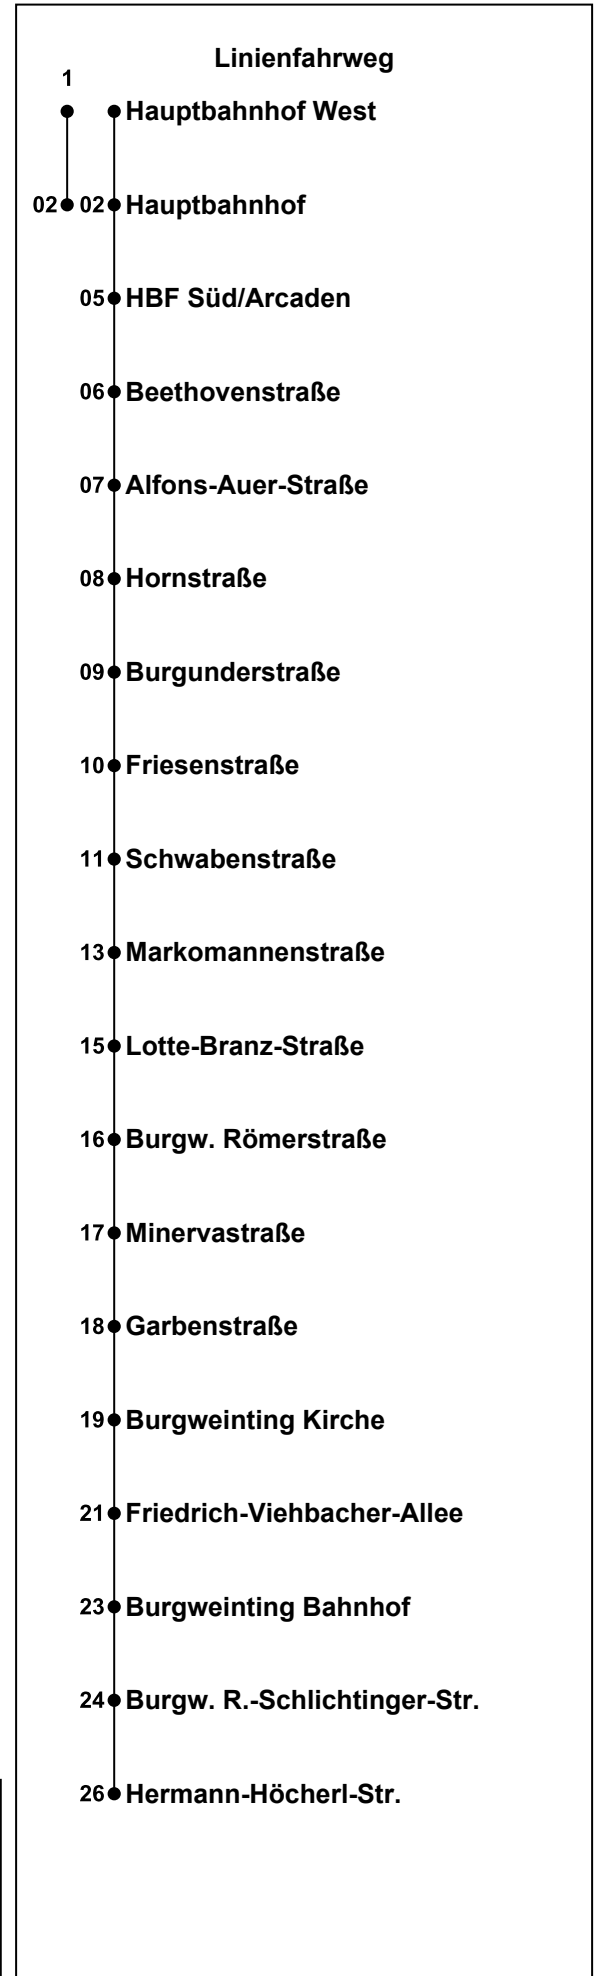 Linienfahrweg
1
Hauptbahnhof West
02 02 Hauptbahnhof
05 HBF Süd/Arcaden
06 Beethovenstraße
07 Alfons-Auer-Straße
08 Hornstraße
09 Burgunderstraße
10 Friesenstraße
11 Schwabenstraße
13 Markomannenstraße
15 Lotte-Branz-Straße
16 Burgw. Römerstraße
17 Minervastraße
18 Garbenstraße
19 Burgweinting Kirche
21 Friedrich-Viehbacher-Allee
23 Burgweinting Bahnhof
24 Burgw. R.-Schlichtinger-Str.
26 Hermann-Höcherl-Str.